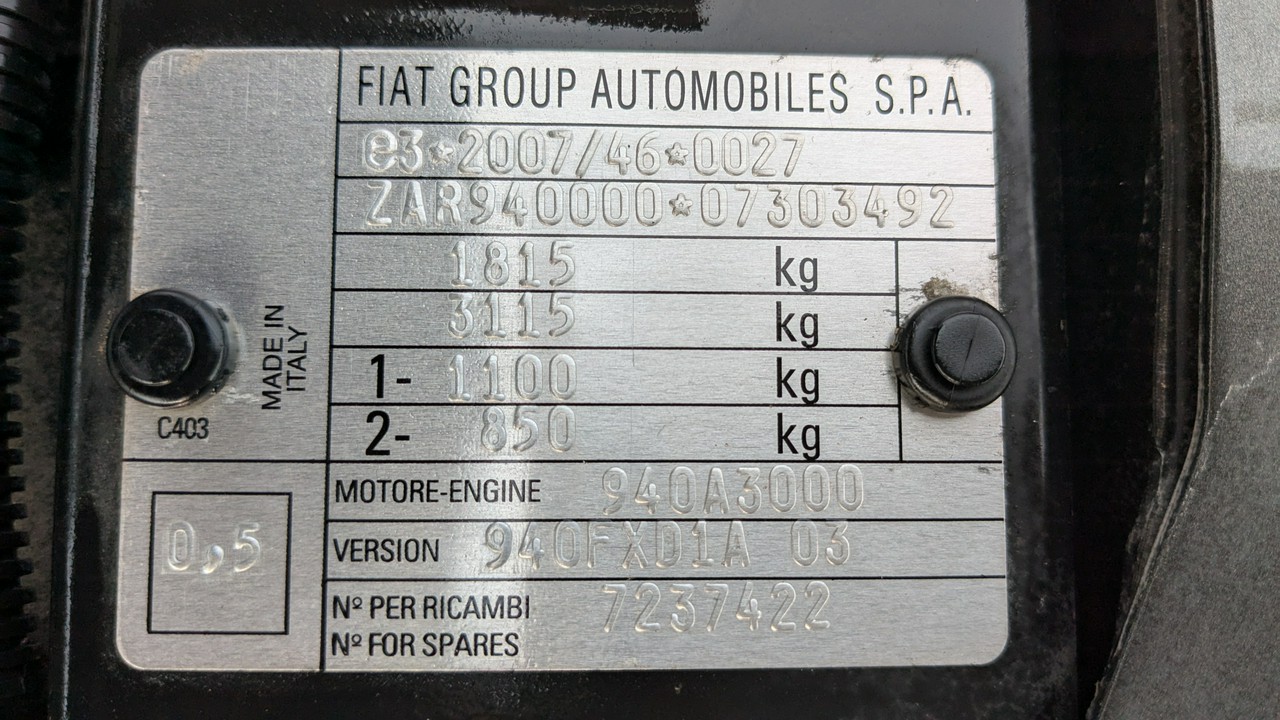 FIAT GROUP AUTOMOBILES S.P.A.
e3*2007/46*0027
ZAR940000*07303492
1815 kg
3115 kg
1- 1100 kg
2- 850 kg
MADE IN
ITALY
C403
MOTORE-ENGINE 940A3000
0,5
VERSION 940FXD1A 03
Nº PER RICAMBI 7237422
Nº FOR SPARES